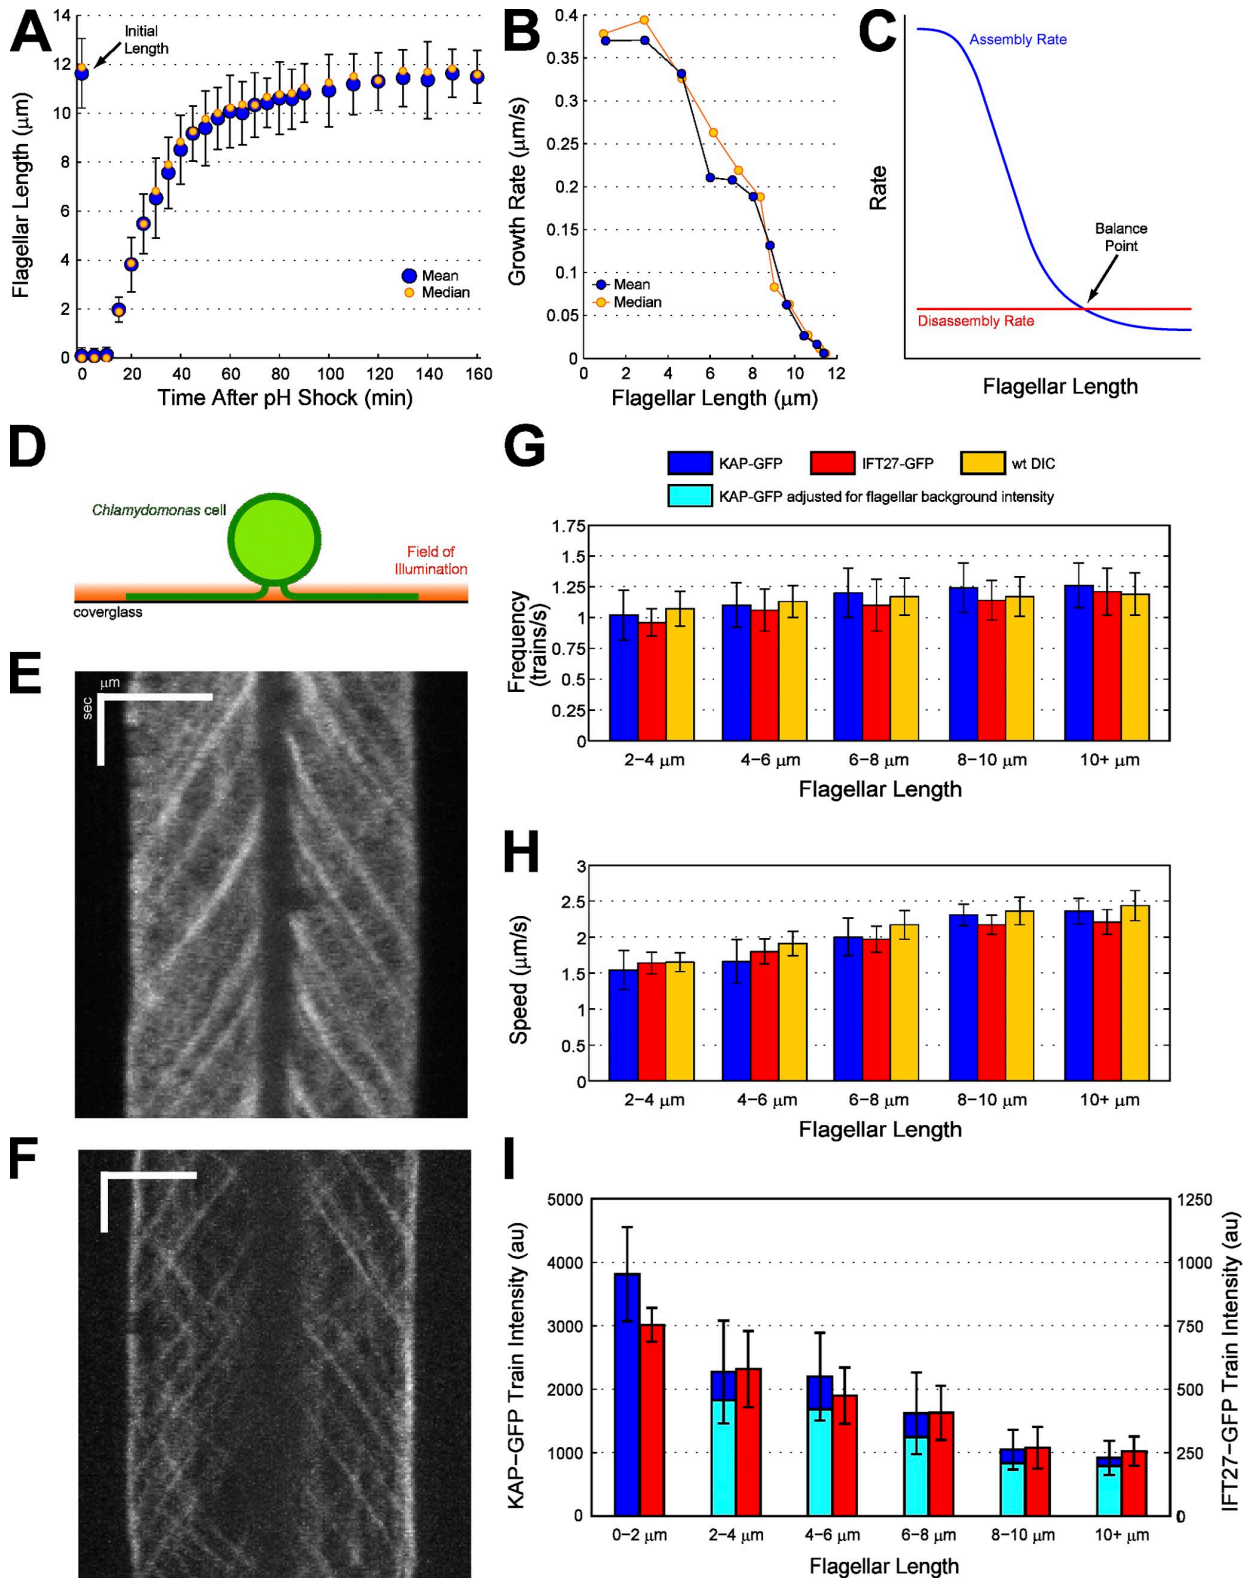 A
Initial
Length
Flagellar Length (μm)
14
12
10
8
6
4
2
0
Mean
Median
0 20 40 60 80 100 120 140 160
Time After pH Shock (min)
B
Growth Rate (μm/s)
0.4
0.35
0.3
0.25
0.2
0.15
0.1
0.05
0
Mean
Median
0 2 4 6 8 10 12
Flagellar Length (μm)
C
Assembly Rate
Rate
Balance
Point
Disassembly Rate
Flagellar Length
D
Chlamydomonas cell
Field of
Illumination
coverglass
E
μm
sec
F
G
KAP-GFP IFT27-GFP wt DIC
KAP-GFP adjusted for flagellar background intensity
Frequency
(trains/s)
1.75
1.5
1.25
1
0.75
0.5
0.25
0
2-4 μm 4-6 μm 6-8 μm 8-10 μm 10+ μm
Flagellar Length
H
Speed (μm/s)
3
2.5
2
1.5
1
0.5
0
2-4 μm 4-6 μm 6-8 μm 8-10 μm 10+ μm
Flagellar Length
I
KAP-GFP Train Intensity (au)
5000
4000
3000
2000
1000
0
1250
1000
750
500
250
0
IFT27-GFP Train Intensity (au)
0-2 μm 2-4 μm 4-6 μm 6-8 μm 8-10 μm 10+ μm
Flagellar Length